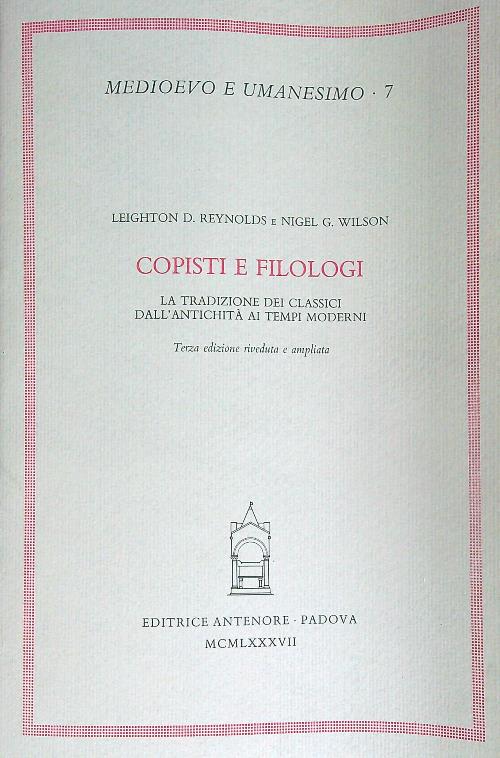 MEDIOEVO E UMANESIMO · 7
LEIGHTON D. REYNOLDS E NIGEL G. WILSON
COPISTI E FILOLOGI
LA TRADIZIONE DEI CLASSICI
DALL'ANTICHITÀ AI TEMPI MODERNI
Terza edizione riveduta e ampliata
EDITRICE ANTENORE · PADOVA
MCMLXXXVII